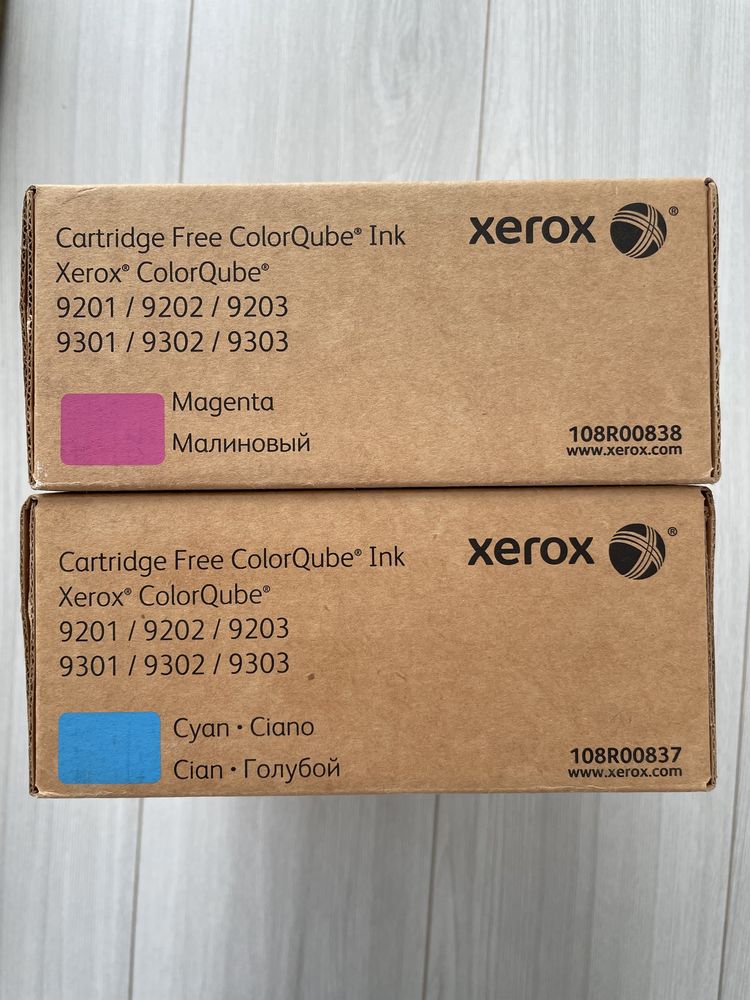 Cartridge Free ColorQube® Ink
Xerox® ColorQube®
9201 / 9202 / 9203
9301 / 9302 / 9303
xerox ®
Magenta
Малиновый
108R00838
www.xerox.com
Cartridge Free ColorQube® Ink
Xerox® ColorQube®
9201 / 9202 / 9203
9301 / 9302 / 9303
xerox ®
Cyan • Ciano
Cian • Голубой
108R00837
www.xerox.com